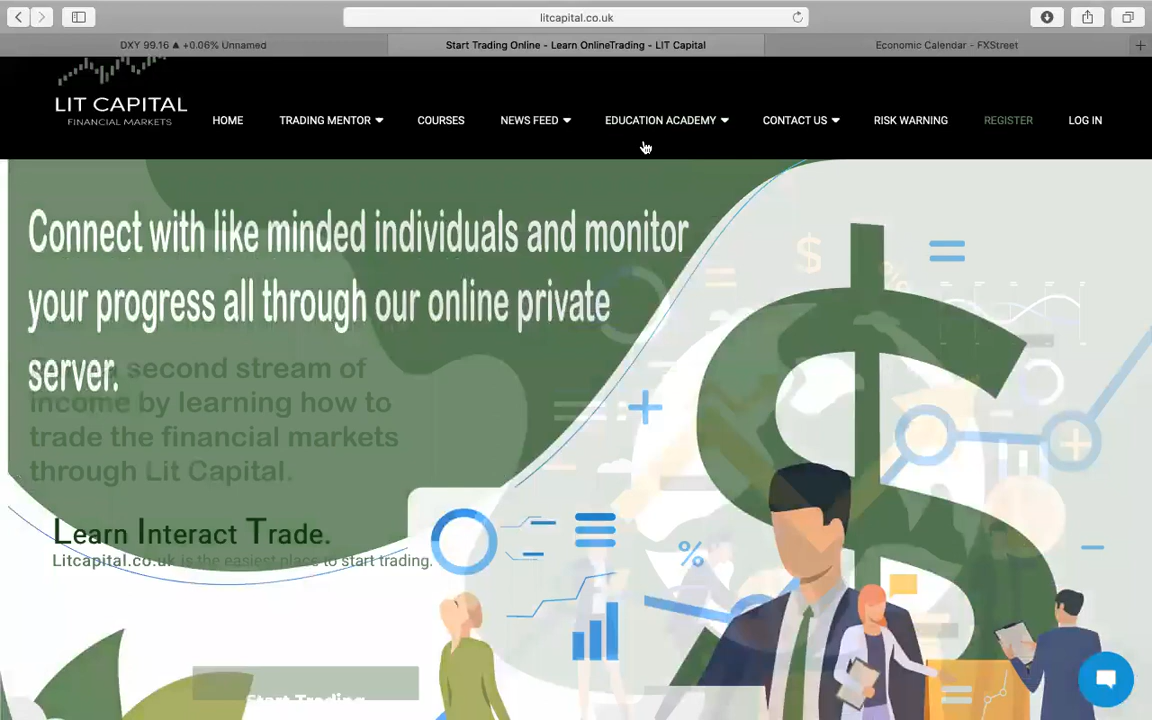 litcapital.co.uk
DXY 99.16 ▲ +0.06% Unnamed
Start Trading Online - Learn OnlineTrading - LIT Capital
Economic Calendar - FXStreet
LIT CAPITAL
FINANCIAL MARKETS
HOME
TRADING MENTOR
COURSES
NEWS FEED
EDUCATION ACADEMY
CONTACT US
RISK WARNING
REGISTER
LOG IN
Connect with like minded individuals and monitor
your progress all through our online private
server.
second stream of
income by learning how to
trade the financial markets
through Lit Capital.
Learn Interact Trade.
Litcapital.co.uk is the easiest place to start trading.
Start Trading